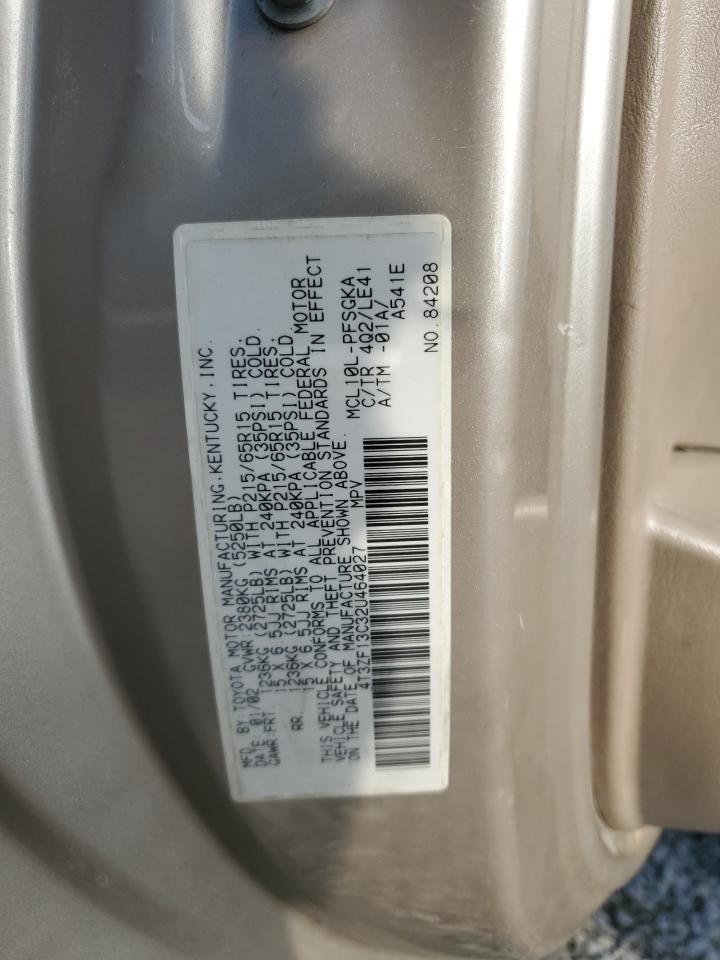 MFD. BY: TOYOTA MOTOR MANUFACTURING, KENTUCKY, INC.
DATE: 01/02 GVWR: 2380KG (5250LB)
GAWR: FRT. 1236KG (2725LB) WITH P215/65R15 TIRES.
15 X 6.5JJ RIMS AT 240KPA (35PSI) COLD.
RR. 1236KG (2725LB) WITH P215/65R15 TIRES.
15 X 6.5JJ RIMS AT 240KPA (35PSI) COLD.
THIS VEHICLE CONFORMS TO ALL APPLICABLE FEDERAL MOTOR
VEHICLE SAFETY AND THEFT PREVENTION STANDARDS IN EFFECT
ON THE DATE OF MANUFACTURE SHOWN ABOVE.
4T3ZF13C32U464027 MPV
MCL10L-PFSGKA
C/TR 4Q2/LE41
A/TM -01A/
A541E
NO. 84208